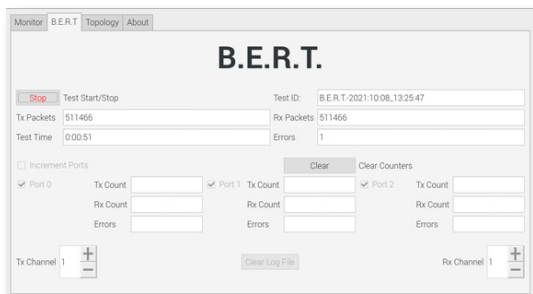 Monitor B.E.R.T Topology About
B.E.R.T.
Stop Test Start/Stop Test ID: B.E.R.T.-2021:10:08_13:25:47
Tx Packets 511466 Rx Packets 511466
Test Time 0:00:51 Errors 1
Increment Ports Clear Clear Counters
Port 0 Tx Count Port 1 Tx Count Port 2 Tx Count
Rx Count Rx Count Rx Count
Errors Errors Errors
Tx Channel 1 + − Clear Log File Rx Channel 1 + −